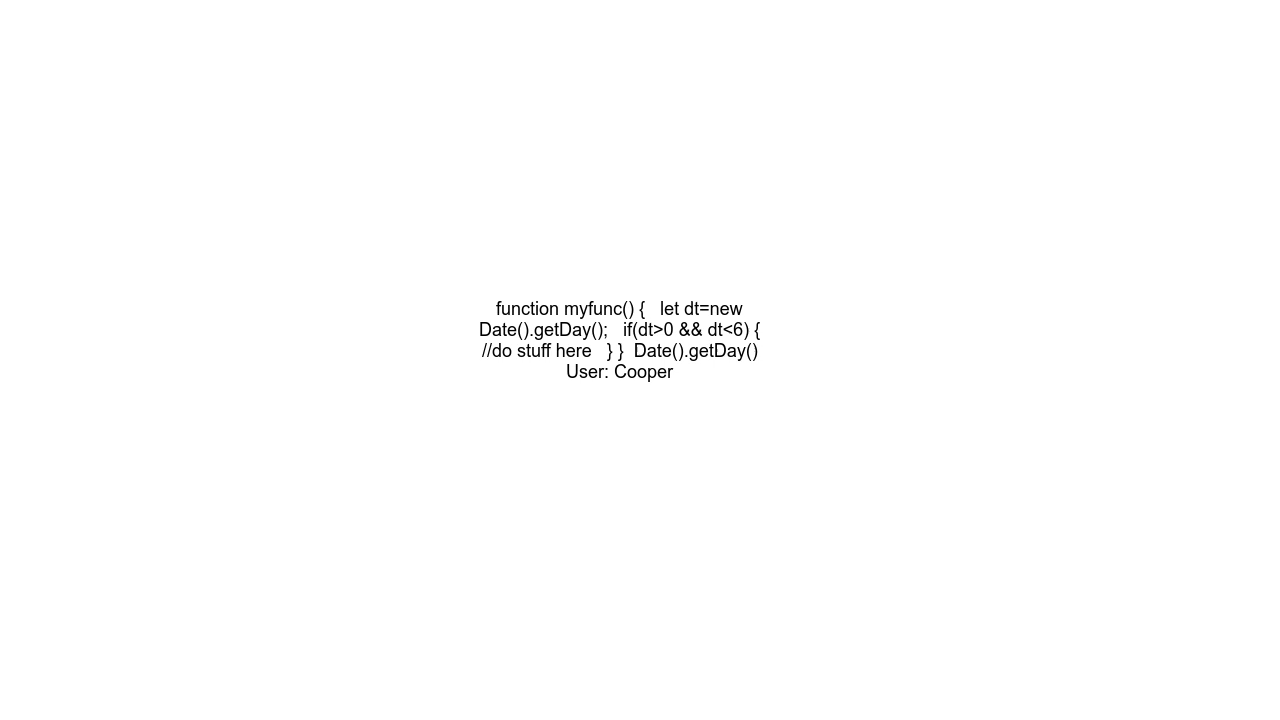 function myfunc() {   let dt=new
Date().getDay();   if(dt>0 && dt<6) {
//do stuff here   } }  Date().getDay()
User: Cooper